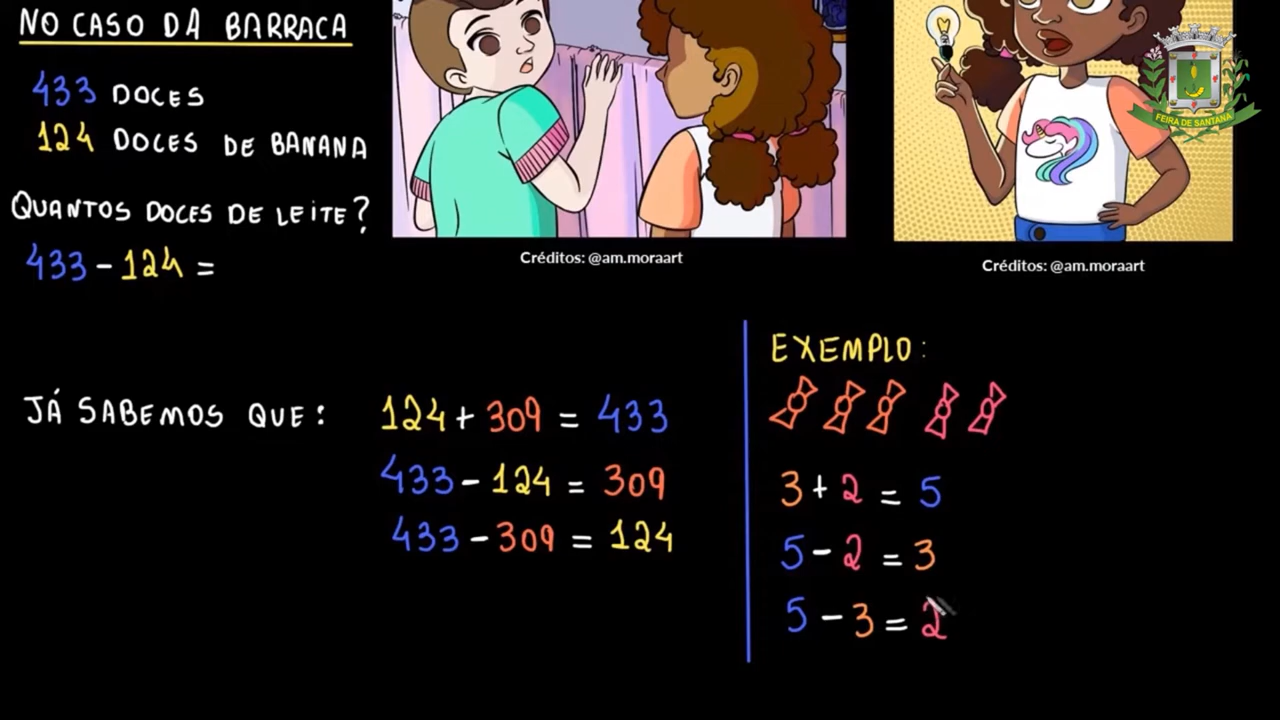 NO CASO DA BARRACA
433 DOCES
124 DOCES DE BANANA
QUANTOS DOCES DE LEITE?
433 - 124 =
Créditos: @am.moraart
Créditos: @am.moraart
FEIRA DE SANTANA
JÁ SABEMOS QUE:
124 + 309 = 433
433 - 124 = 309
433 - 309 = 124
EXEMPLO:
3 + 2 = 5
5 - 2 = 3
5 - 3 = 2